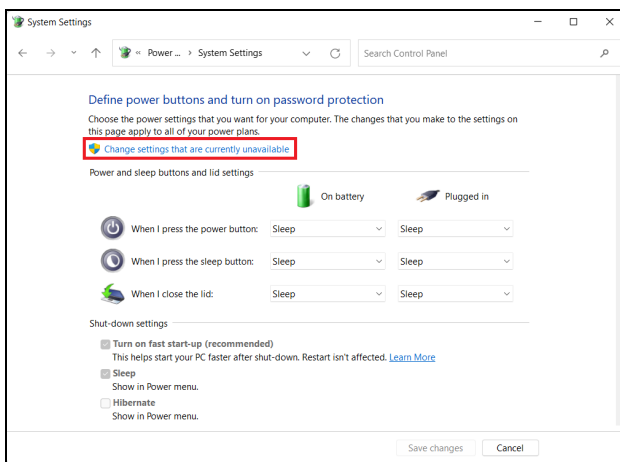 System Settings
« Power ... › System Settings
Search Control Panel
Define power buttons and turn on password protection
Choose the power settings that you want for your computer. The changes that you make to the settings on
this page apply to all of your power plans.
Change settings that are currently unavailable
Power and sleep buttons and lid settings
On battery Plugged in
When I press the power button: Sleep Sleep
When I press the sleep button: Sleep Sleep
When I close the lid: Sleep Sleep
Shut-down settings
Turn on fast start-up (recommended)
This helps start your PC faster after shut-down. Restart isn't affected. Learn More
Sleep
Show in Power menu.
Hibernate
Show in Power menu.
Save changes Cancel